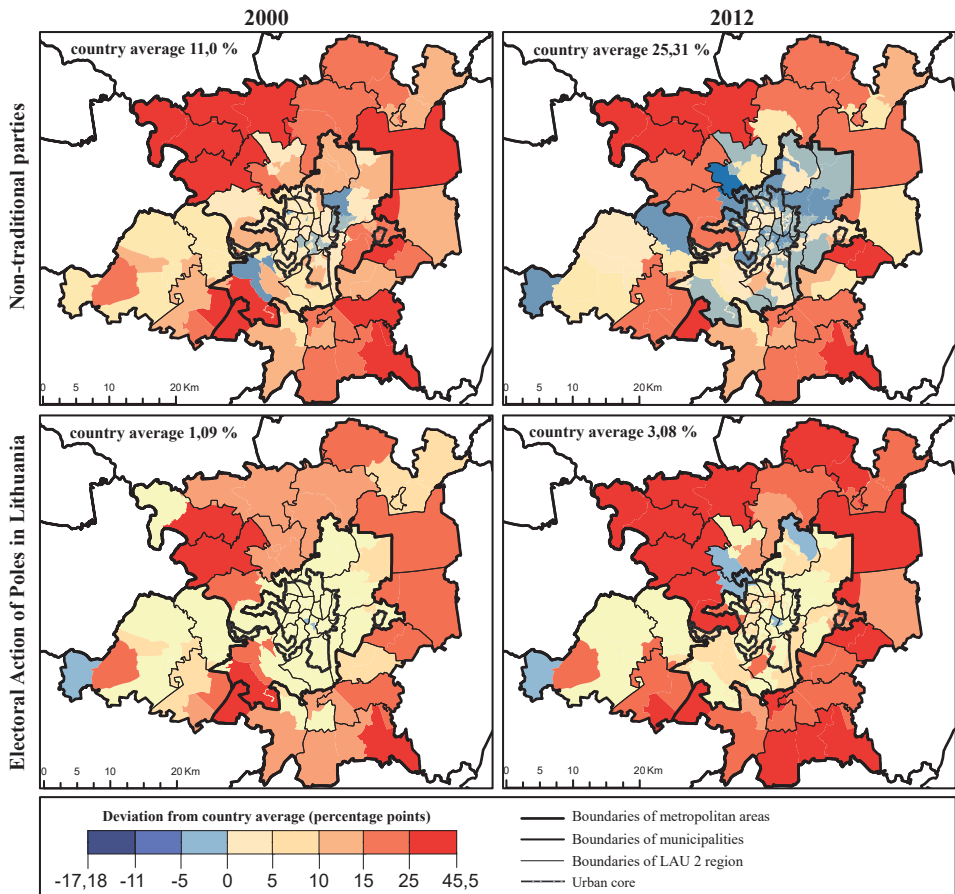 2000
2012
Non-traditional parties
country average 11,0 %
0 5 10 20 Km
country average 25,31 %
0 5 10 20 Km
Electoral Action of Poles in Lithuania
country average 1,09 %
0 5 10 20 Km
country average 3,08 %
0 5 10 20 Km
Deviation from country average (percentage points)
-17,18 -11 -5 0 5 10 15 25 45,5
Boundaries of metropolitan areas
Boundaries of municipalities
Boundaries of LAU 2 region
Urban core